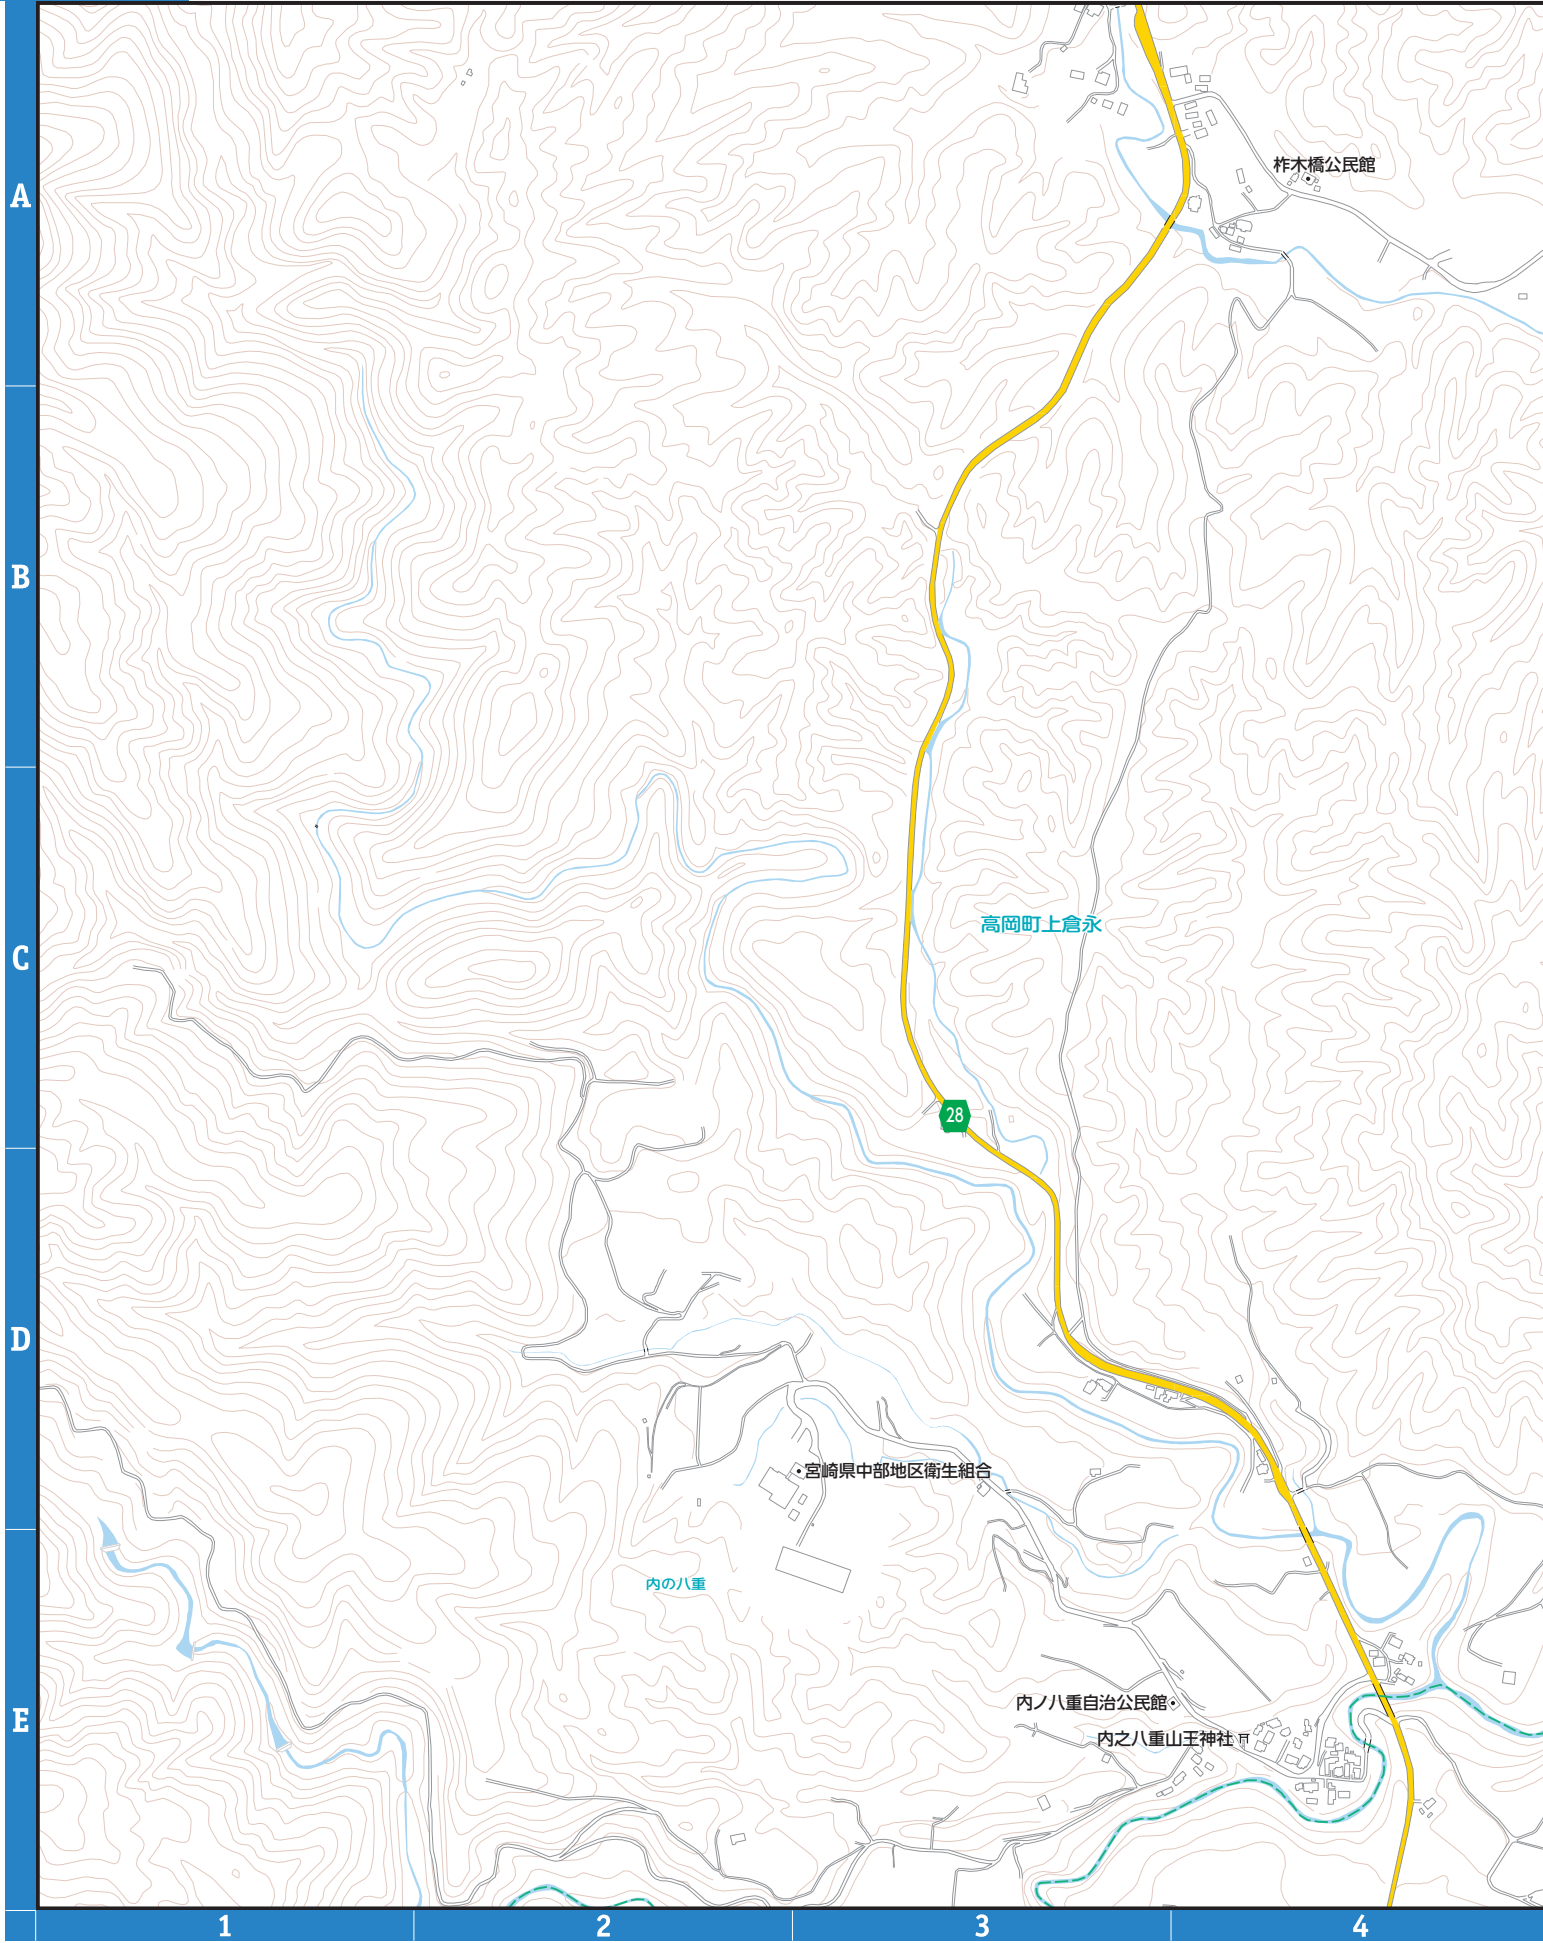 A
柞木橋公民館
B
C
高岡町上倉永
28
D
宮崎県中部地区衛生組合
内の八重
E
内ノ八重自治公民館
内之八重山王神社
1
2
3
4